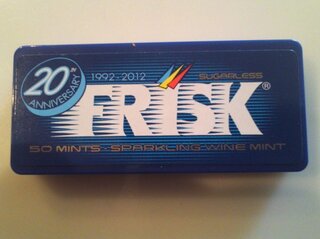 20th
ANNIVERSARY
1992-2012
SUGARLESS
FRISK®
50 MINTS - SPARKLING WINE MINT